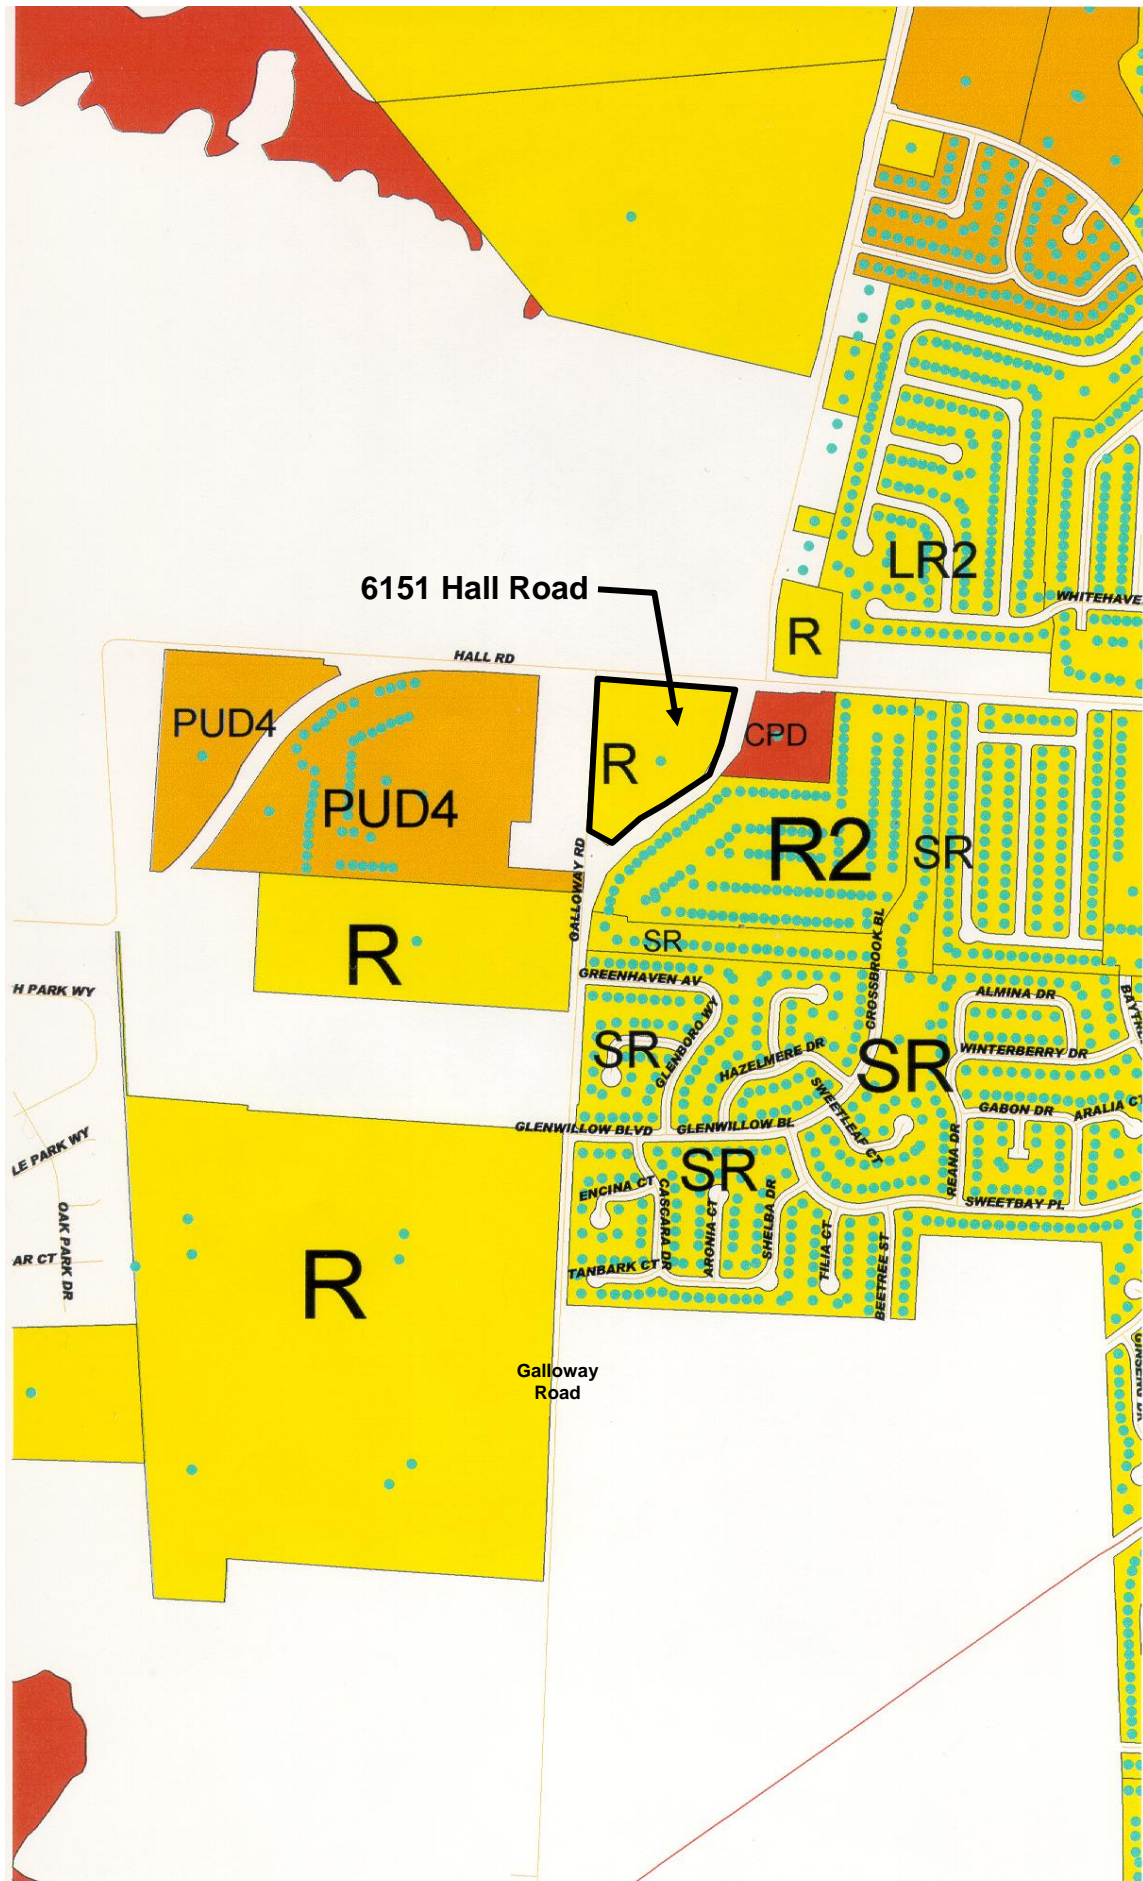 LR2
6151 Hall Road
WHITEHAVE
R
HALL RD
PUD4
CPD
R
PUD4
R2
SR
GALLOWAY RD
R
SR
CROSSBROOK BL
GREENHAVEN AV
H PARK WY
ALMINA DR
SR
GLENBORO WY
HAZELMERE DR
SR
WINTERBERRY DR
SWEETLEAF CT
GABON DR
ARALIA CT
GLENWILLOW BLVD
GLENWILLOW BL
LE PARK WY
REANA DR
SR
ENCINA CT
CASCARA DR
ARONIA CT
SHELBA DR
SWEETBAY PL
OAK PARK DR
AR CT
TANBARK CT
TILIA CT
BEETREE ST
R
Galloway
Road
GINSENG DR